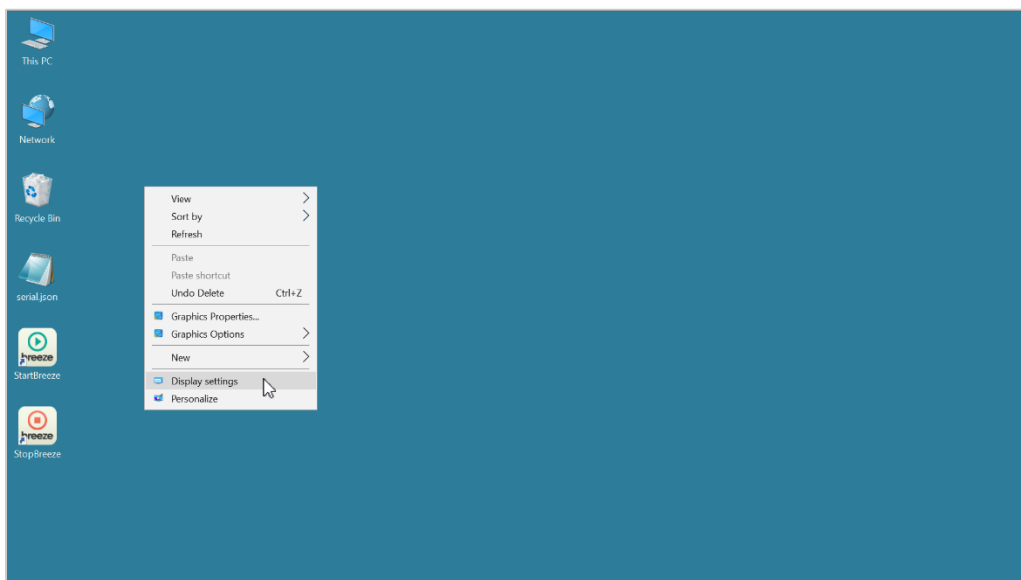 This PC
Network
Recycle Bin
serial.json
breeze
StartBreeze
breeze
StopBreeze
View
Sort by
Refresh
Paste
Paste shortcut
Undo Delete Ctrl+Z
Graphics Properties...
Graphics Options
New
Display settings
Personalize